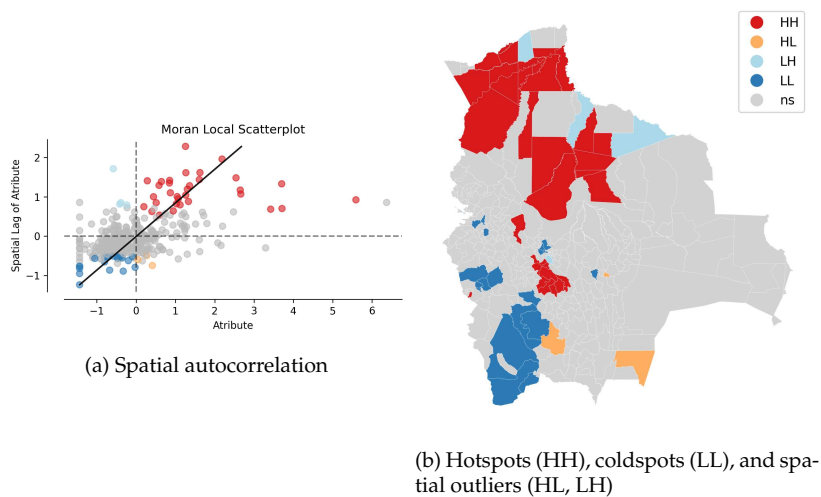 Moran Local Scatterplot
Spatial Lag of Attribute
2
1
0
−1
−1
0
1
2
3
4
5
6
Atribute
(a) Spatial autocorrelation
HH
HL
LH
LL
ns
(b) Hotspots (HH), coldspots (LL), and spa-
tial outliers (HL, LH)